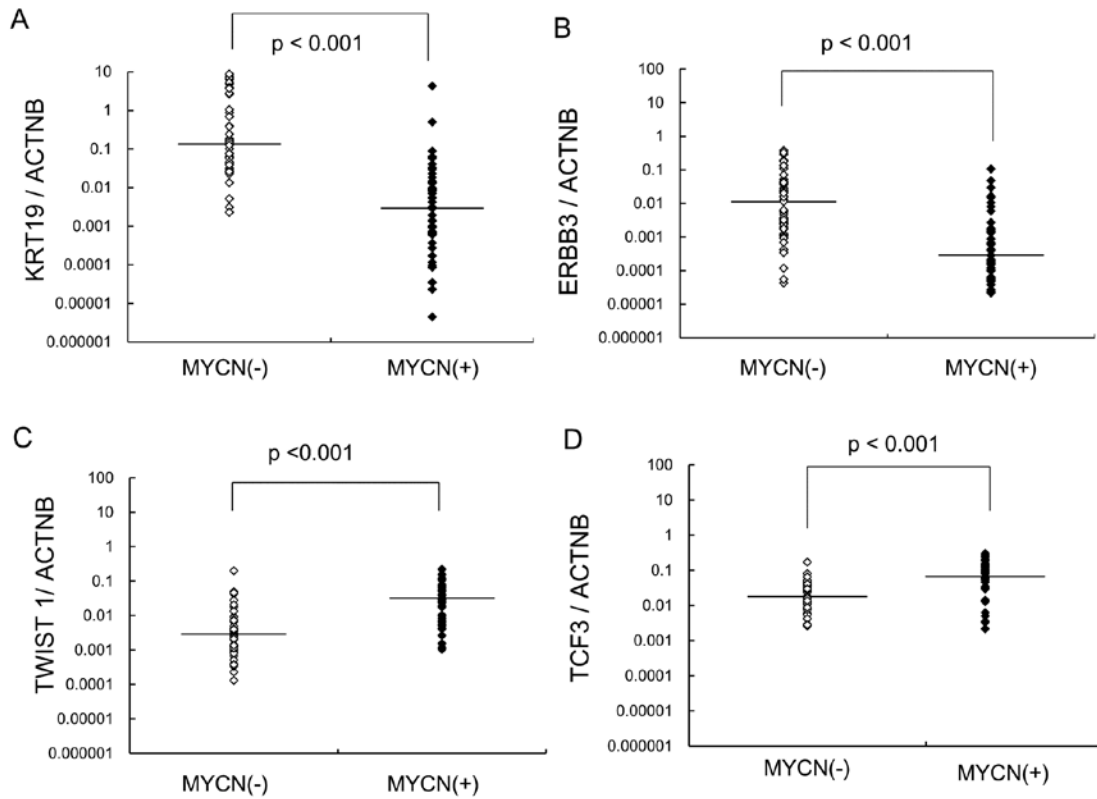 A
p < 0.001
KRT19 / ACTNB
10
1
0.1
0.01
0.001
0.0001
0.00001
0.000001
MYCN(-) MYCN(+)
B
p < 0.001
ERBB3 / ACTNB
100
10
1
0.1
0.01
0.001
0.0001
0.00001
0.000001
MYCN(-) MYCN(+)
C
p <0.001
TWIST 1/ ACTNB
100
10
1
0.1
0.01
0.001
0.0001
0.00001
0.000001
MYCN(-) MYCN(+)
D
p < 0.001
TCF3 / ACTNB
100
10
1
0.1
0.01
0.001
0.0001
0.00001
0.000001
MYCN(-) MYCN(+)